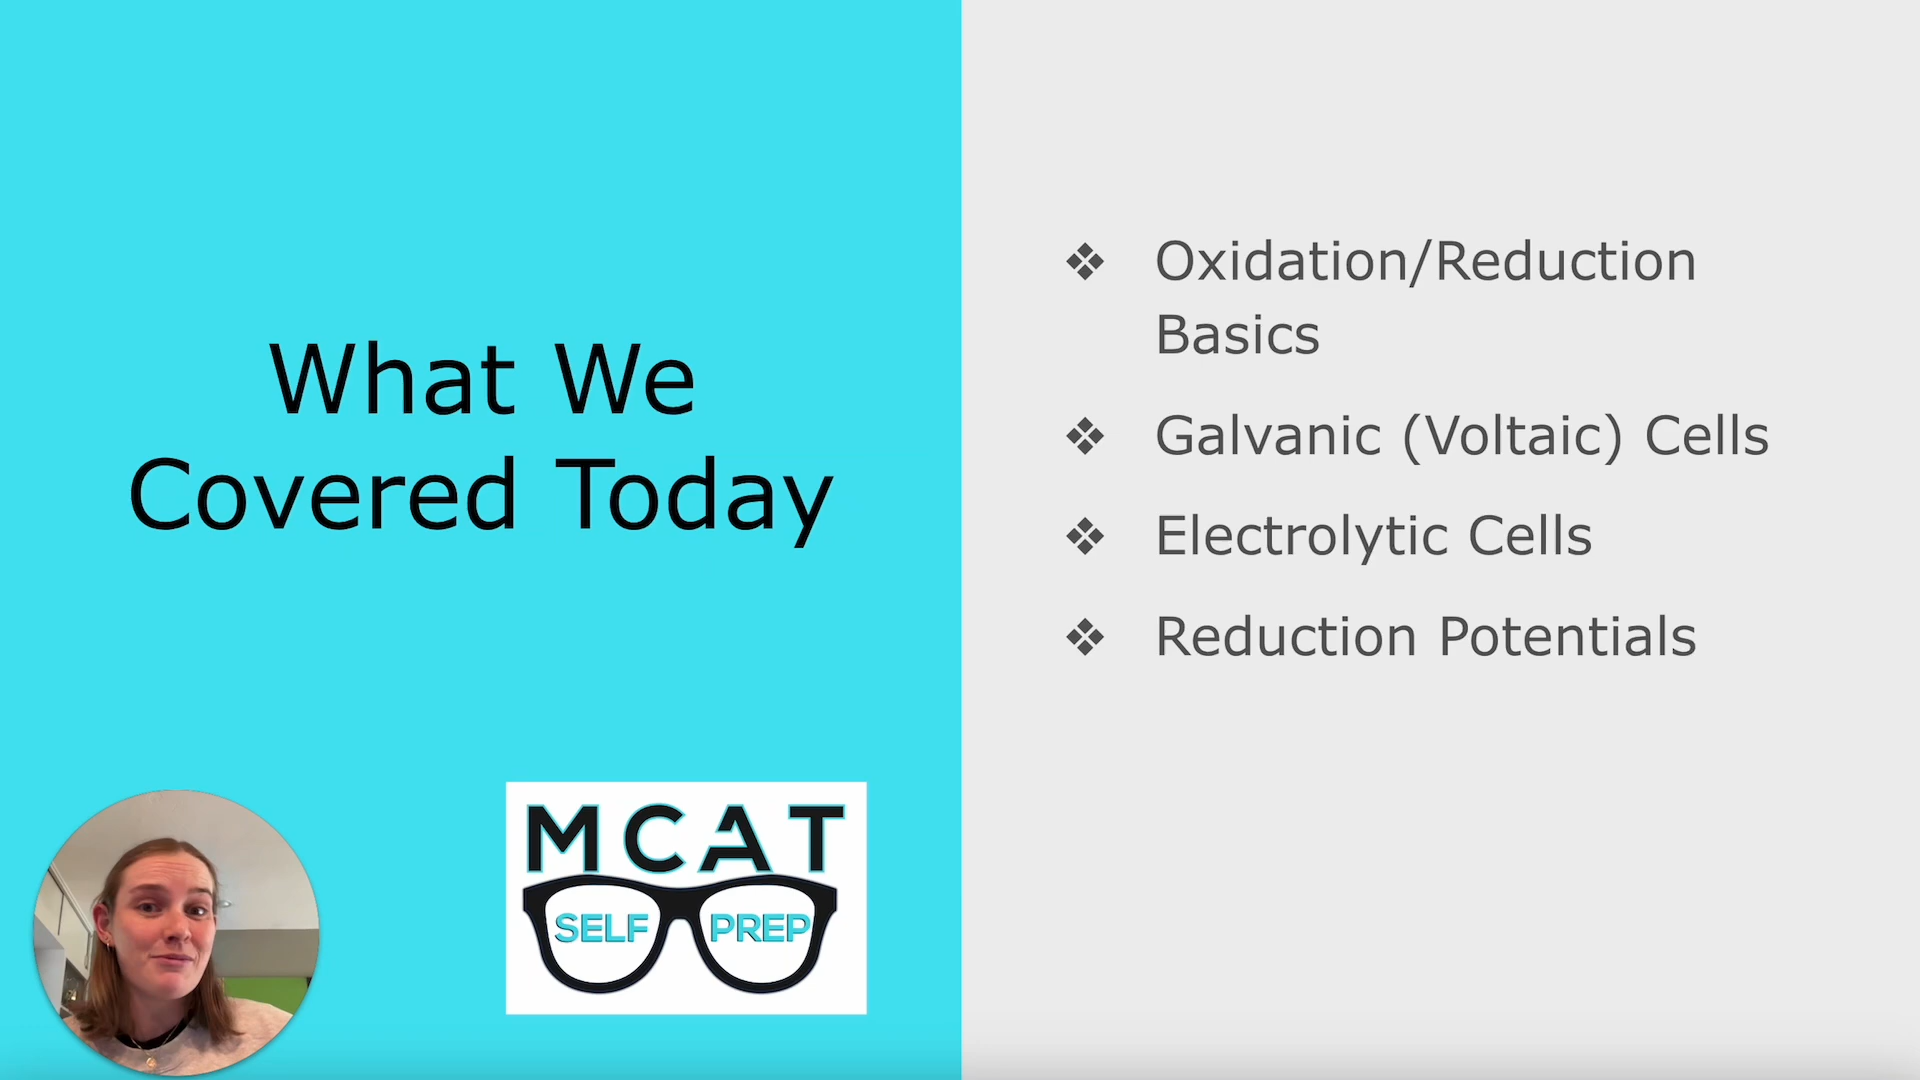 What We
Covered Today
❖ Oxidation/Reduction
Basics
❖ Galvanic (Voltaic) Cells
❖ Electrolytic Cells
❖ Reduction Potentials
MCAT
SELF PREP